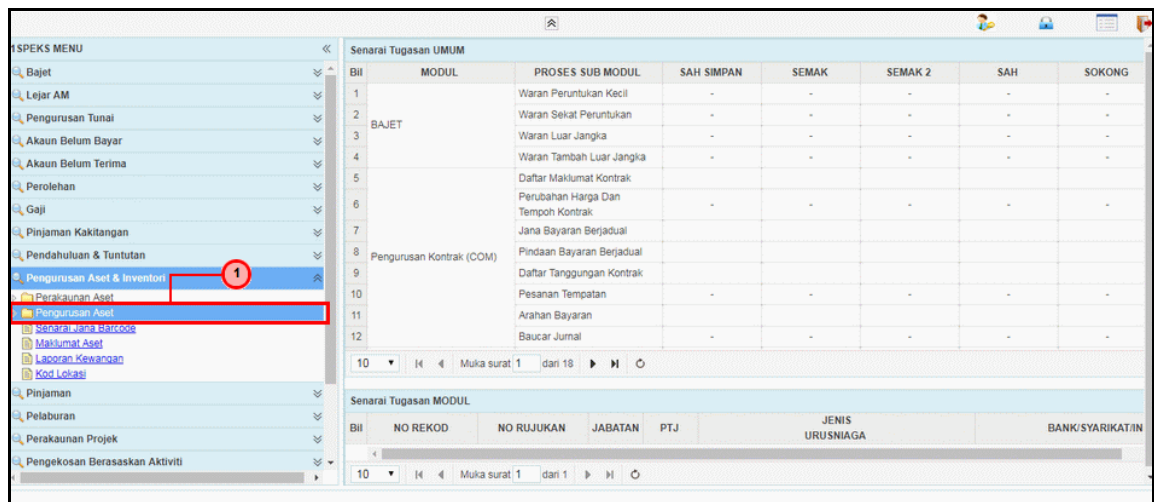 1SPEKS MENU
Bajet
Lejar AM
Pengurusan Tunai
Akaun Belum Bayar
Akaun Belum Terima
Perolehan
Gaji
Pinjaman Kakitangan
Pendahuluan & Tuntutan
Pengurusan Aset & Inventori
1
Perakaunan Aset
Pengurusan Aset
Senarai Jana Barcode
Maklumat Aset
Laporan Kewangan
Kod Lokasi
Pinjaman
Pelaburan
Perakaunan Projek
Pengekosan Berasaskan Aktiviti
Senarai Tugasan UMUM
Bil MODUL PROSES SUB MODUL SAH SIMPAN SEMAK SEMAK 2 SAH SOKONG
1 Waran Peruntukan Kecil - - - - -
2 Waran Sekat Peruntukan - - - - -
BAJET
3 Waran Luar Jangka - - - - -
4 Waran Tambah Luar Jangka - - - - -
5 Daftar Maklumat Kontrak
6 Perubahan Harga Dan
Tempoh Kontrak - - - - -
7 Jana Bayaran Berjadual
8 Pengurusan Kontrak (COM) Pindaan Bayaran Berjadual
9 Daftar Tanggungan Kontrak
10 Pesanan Tempatan - - - - -
11 Arahan Bayaran
12 Baucar Jurnal - - - - -
10 Muka surat 1 dari 18
Senarai Tugasan MODUL
Bil NO REKOD NO RUJUKAN JABATAN PTJ JENIS
URUSNIAGA BANK/SYARIKAT/IN
10 Muka surat 1 dari 1